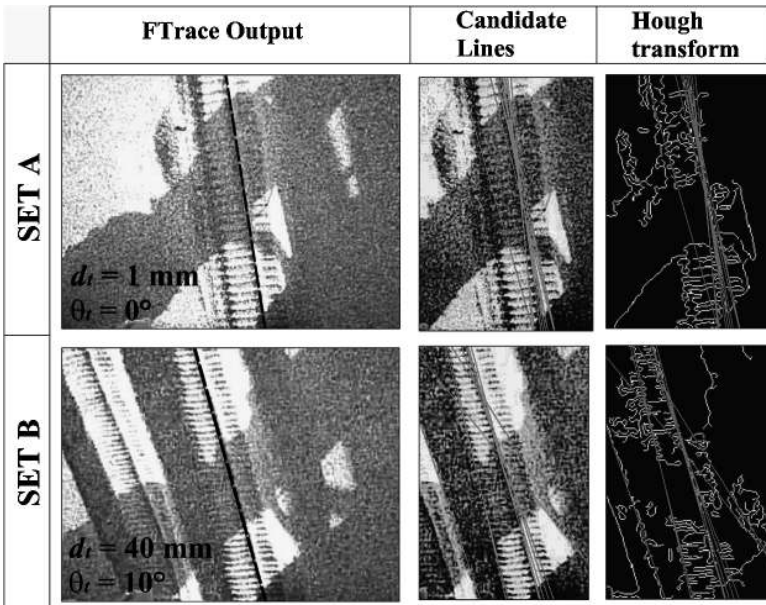 FTrace Output
Candidate
Lines
Hough
transform
SET A
dₜ = 1 mm
θₜ = 0°
SET B
dₜ = 40 mm
θₜ = 10°